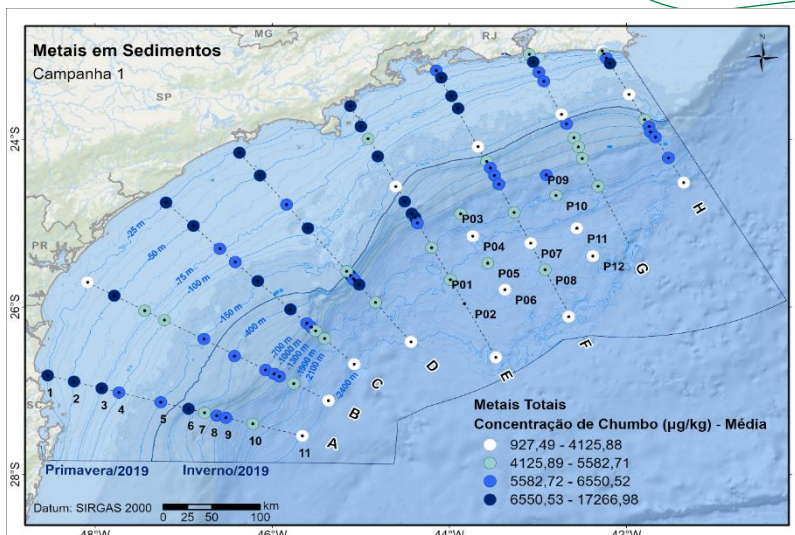 Metais em Sedimentos
Campanha 1
MG
RJ
SP
PR
SC
24°S
26°S
28°S
-25 m
-50 m
-75 m
-100 m
-150 m
-400 m
-700 m
-1000 m
-1300 m
-1900 m
2100 m
-2400 m
P09
P03
P10
P04
P11
P07
P05
P12
P01
P08
P06
P02
H
G
F
E
D
C
B
A
1
2
3
4
5
6
7
8
9
10
11
Primavera/2019
Inverno/2019
Datum: SIRGAS 2000
0 25 50 100
km
Metais Totais
Concentração de Chumbo (µg/kg) - Média
927,49 - 4125,88
4125,89 - 5582,71
5582,72 - 6550,52
6550,53 - 17266,98
48°W
46°W
44°W
42°W